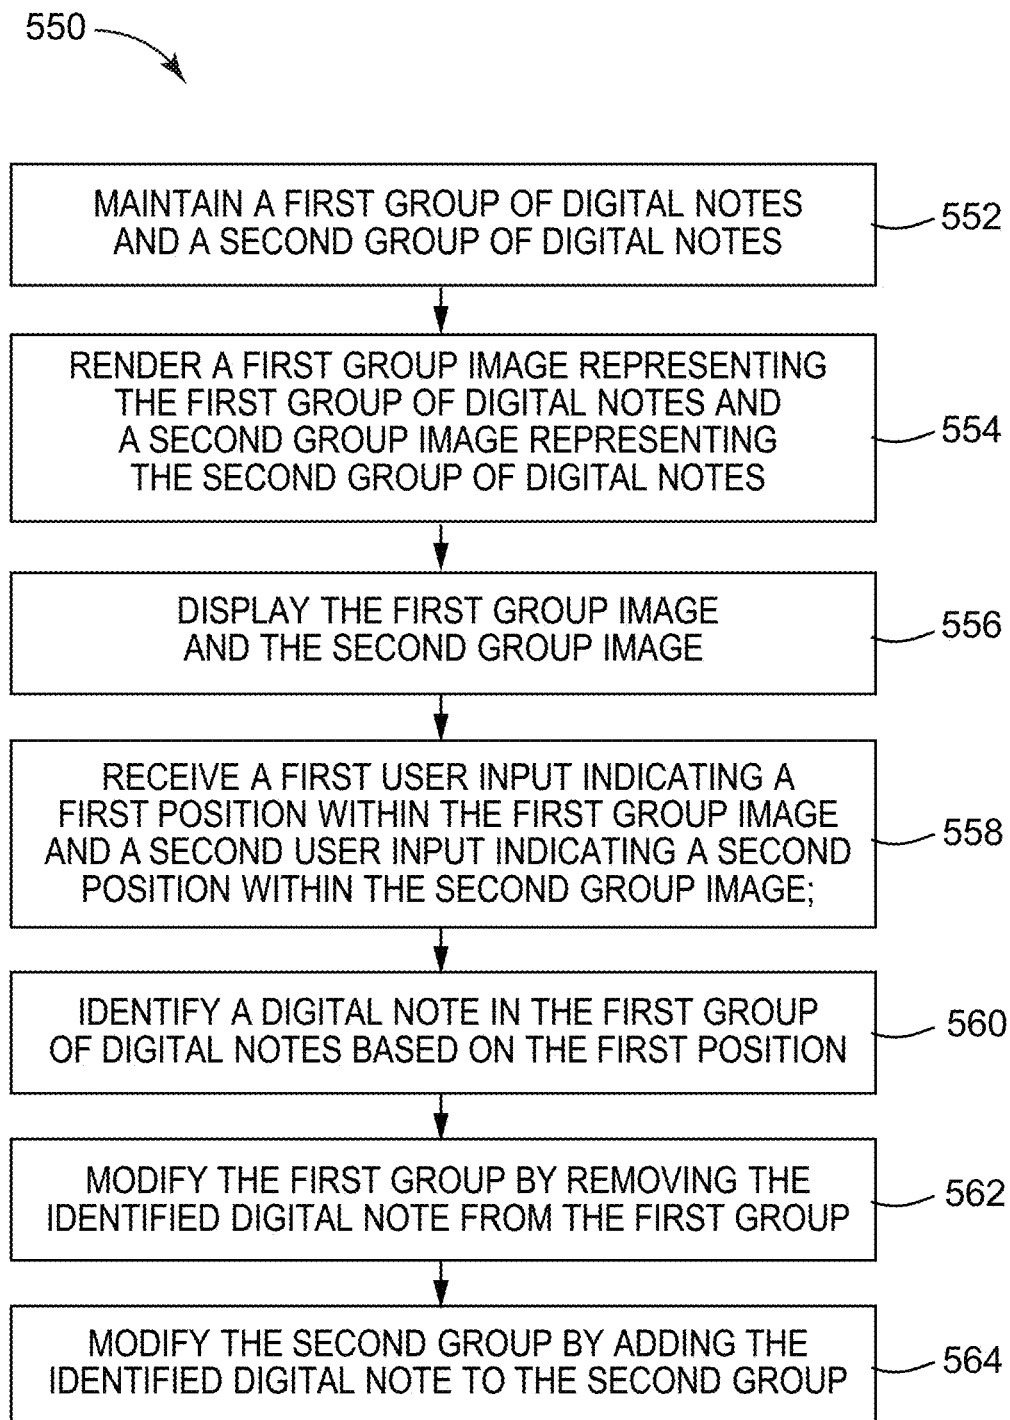 550
MAINTAIN A FIRST GROUP OF DIGITAL NOTES
AND A SECOND GROUP OF DIGITAL NOTES
552
RENDER A FIRST GROUP IMAGE REPRESENTING
THE FIRST GROUP OF DIGITAL NOTES AND
A SECOND GROUP IMAGE REPRESENTING
THE SECOND GROUP OF DIGITAL NOTES
554
DISPLAY THE FIRST GROUP IMAGE
AND THE SECOND GROUP IMAGE
556
RECEIVE A FIRST USER INPUT INDICATING A
FIRST POSITION WITHIN THE FIRST GROUP IMAGE
AND A SECOND USER INPUT INDICATING A SECOND
POSITION WITHIN THE SECOND GROUP IMAGE;
558
IDENTIFY A DIGITAL NOTE IN THE FIRST GROUP
OF DIGITAL NOTES BASED ON THE FIRST POSITION
560
MODIFY THE FIRST GROUP BY REMOVING THE
IDENTIFIED DIGITAL NOTE FROM THE FIRST GROUP
562
MODIFY THE SECOND GROUP BY ADDING THE
IDENTIFIED DIGITAL NOTE TO THE SECOND GROUP
564